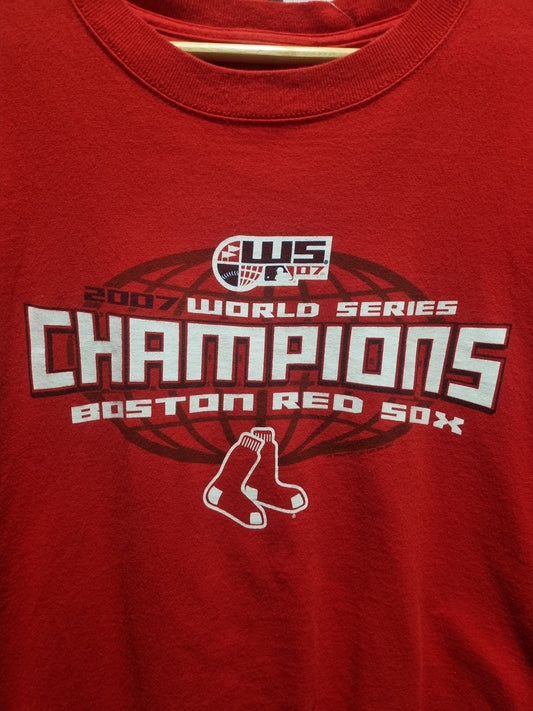 WS
07
2007 WORLD SERIES
CHAMPIONS
BOSTON RED SOX